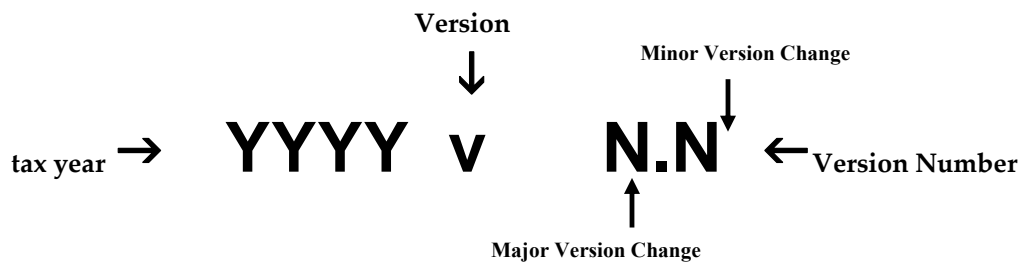 Version
Minor Version Change
tax year → YYYY v N.N ← Version Number
Major Version Change